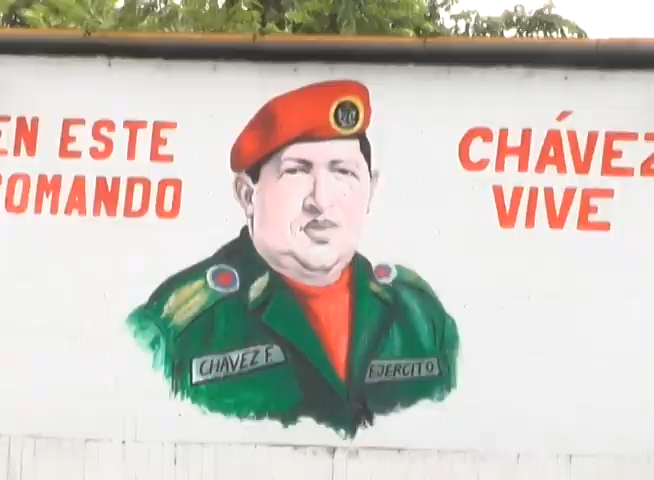 EN ESTE
COMANDO
CHÁVEZ
VIVE
CHAVEZ F.
EJERCITO